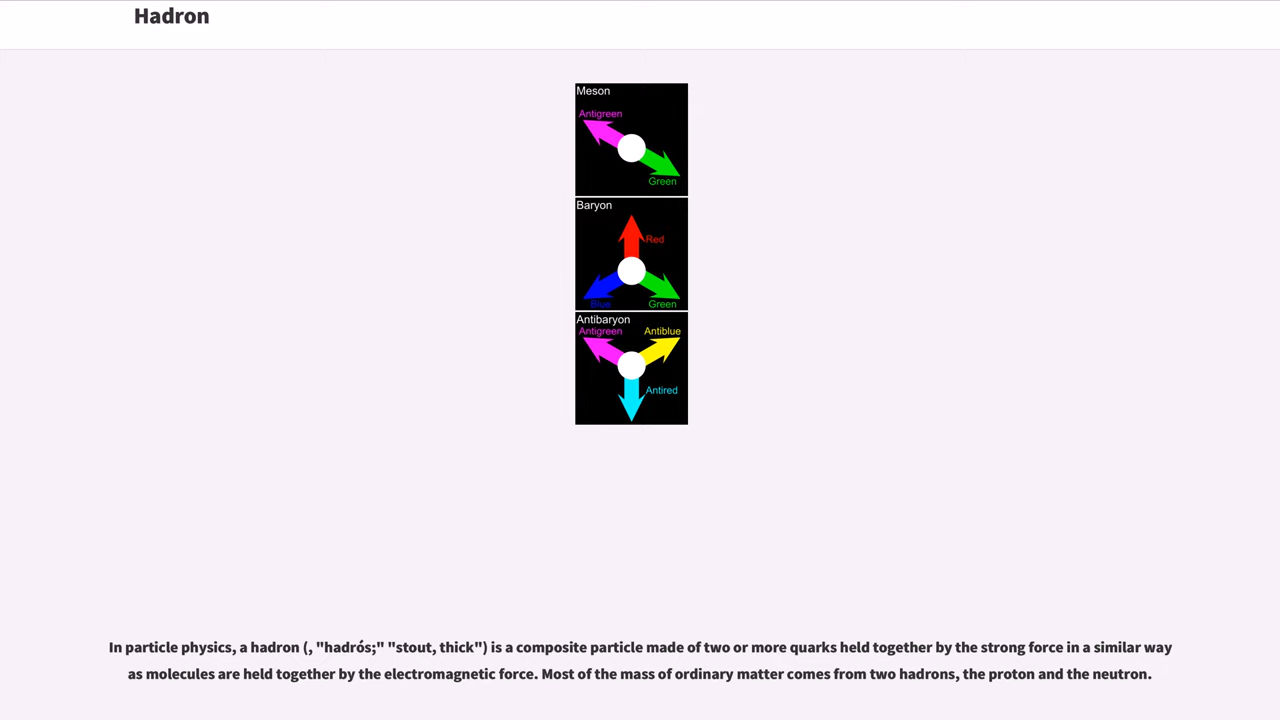 Hadron
Meson
Antigreen
Green
Baryon
Red
Blue
Green
Antibaryon
Antigreen Antiblue
Antired
In particle physics, a hadron (, "hadrós;" "stout, thick") is a composite particle made of two or more quarks held together by the strong force in a similar way
as molecules are held together by the electromagnetic force. Most of the mass of ordinary matter comes from two hadrons, the proton and the neutron.